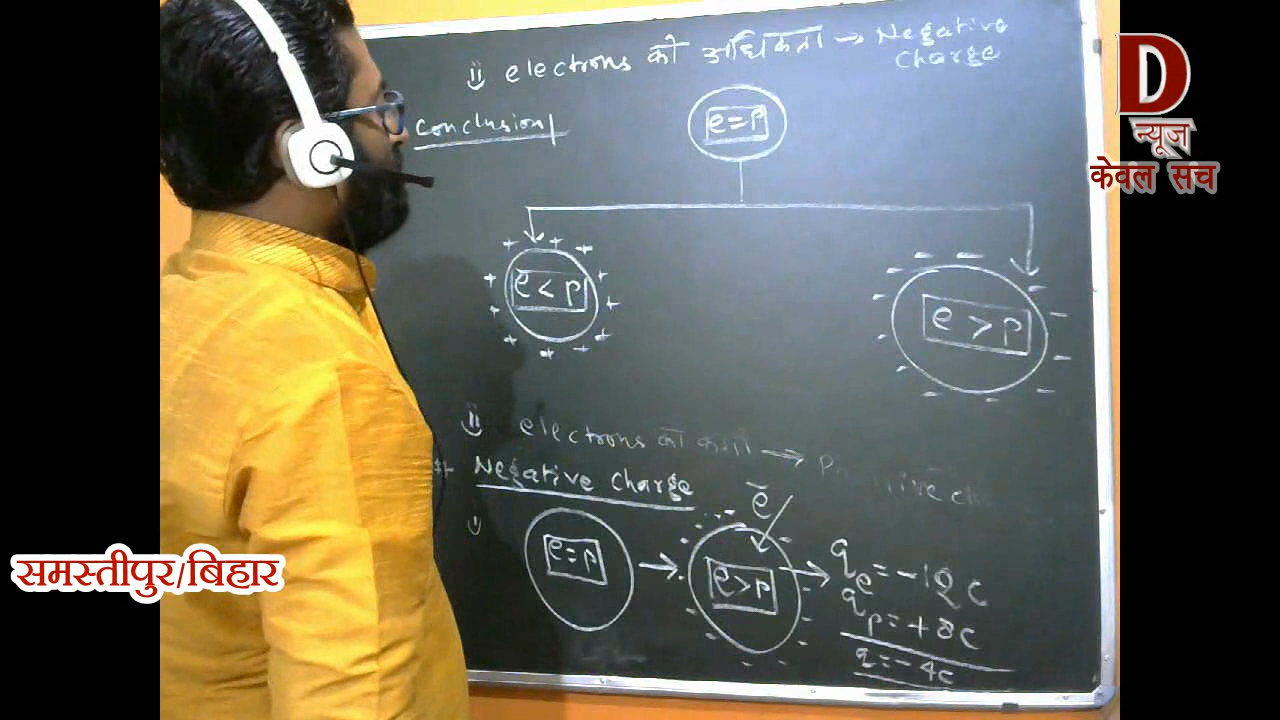 ii) electrons की अधिकता → Negative
Charge
Conclusion/
e = P
e < P
e > P
ii) electrons की कमी →
Negative Charge
i)
e = P
e > P
e
qe = -12C
qp = +8C
q = -4C
D
न्यूज
केवल सच
समस्तीपुर/बिहार